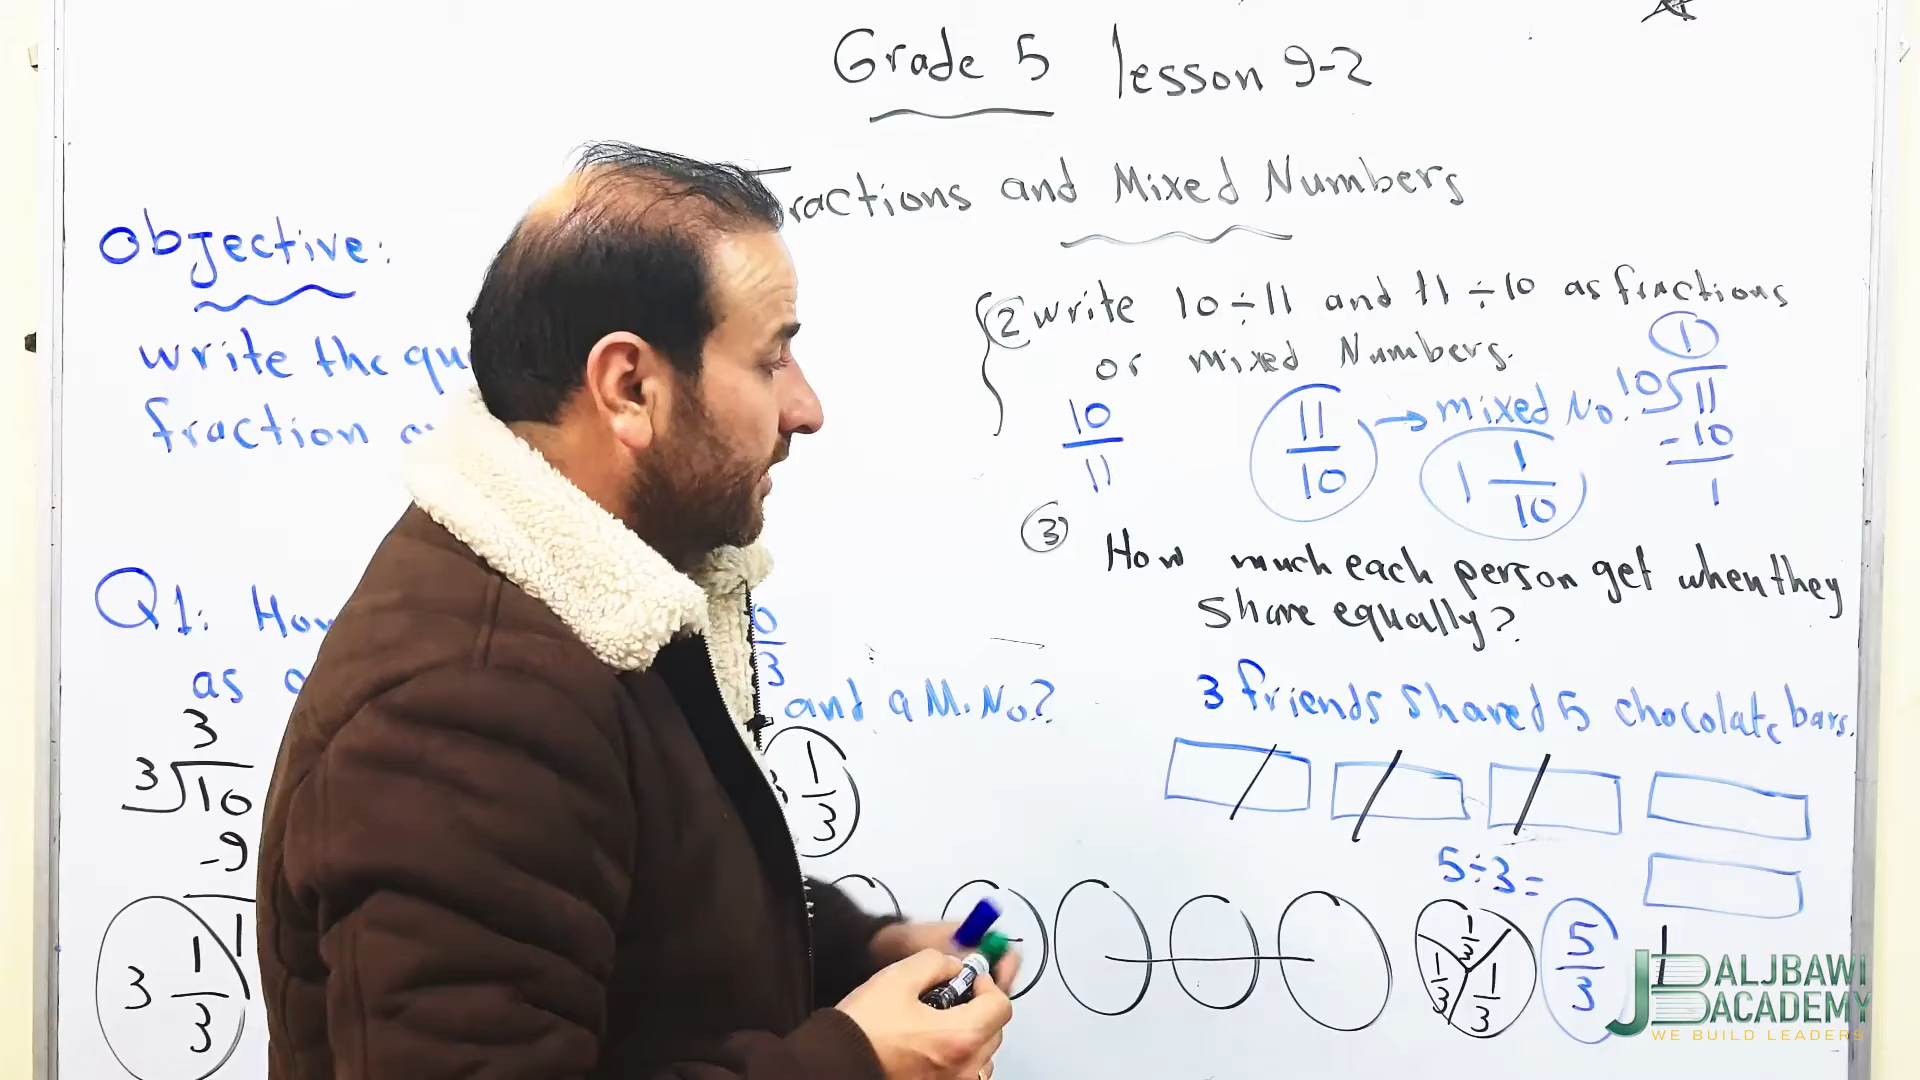 Grade 5 lesson 9-2
Fractions and Mixed Numbers
Objective:
write the
fraction
Q1: How
as
and a M. No?
3
3 10
-9
1
3 1/3
1/3
2 write 10÷11 and 11÷10 as fractions
or mixed Numbers.
10/11
11/10 → mixed No.
1 1/10
1
10 11
-10
1
3 How much each person get when they
Share equally?
3 friends shared 5 chocolate bars.
5÷3=
1/3 1/3 1/3
5/3
1
ALJBAWI
ACADEMY
WE BUILD LEADERS